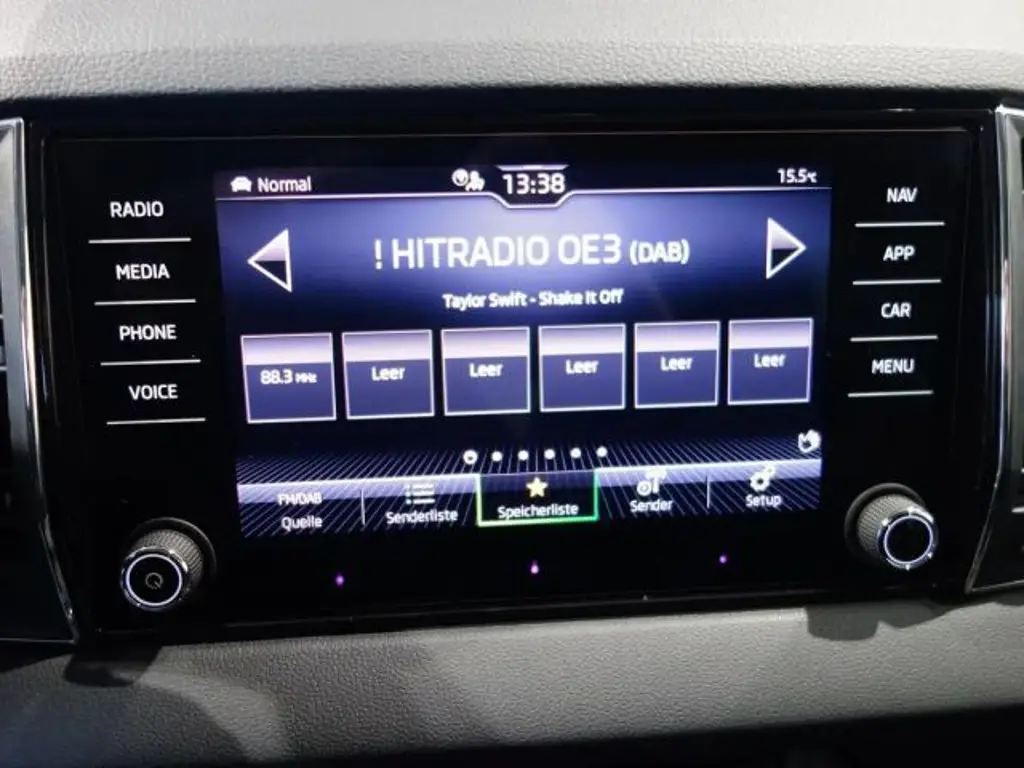 RADIO
MEDIA
PHONE
VOICE
Normal
13:38
15.5°C
! HITRADIO OE3 (DAB)
Taylor Swift - Shake It Off
88.3 MHz
Leer
Leer
Leer
Leer
Leer
FM/DAB
Quelle
Senderliste
Speicherliste
Sender
Setup
NAV
APP
CAR
MENU